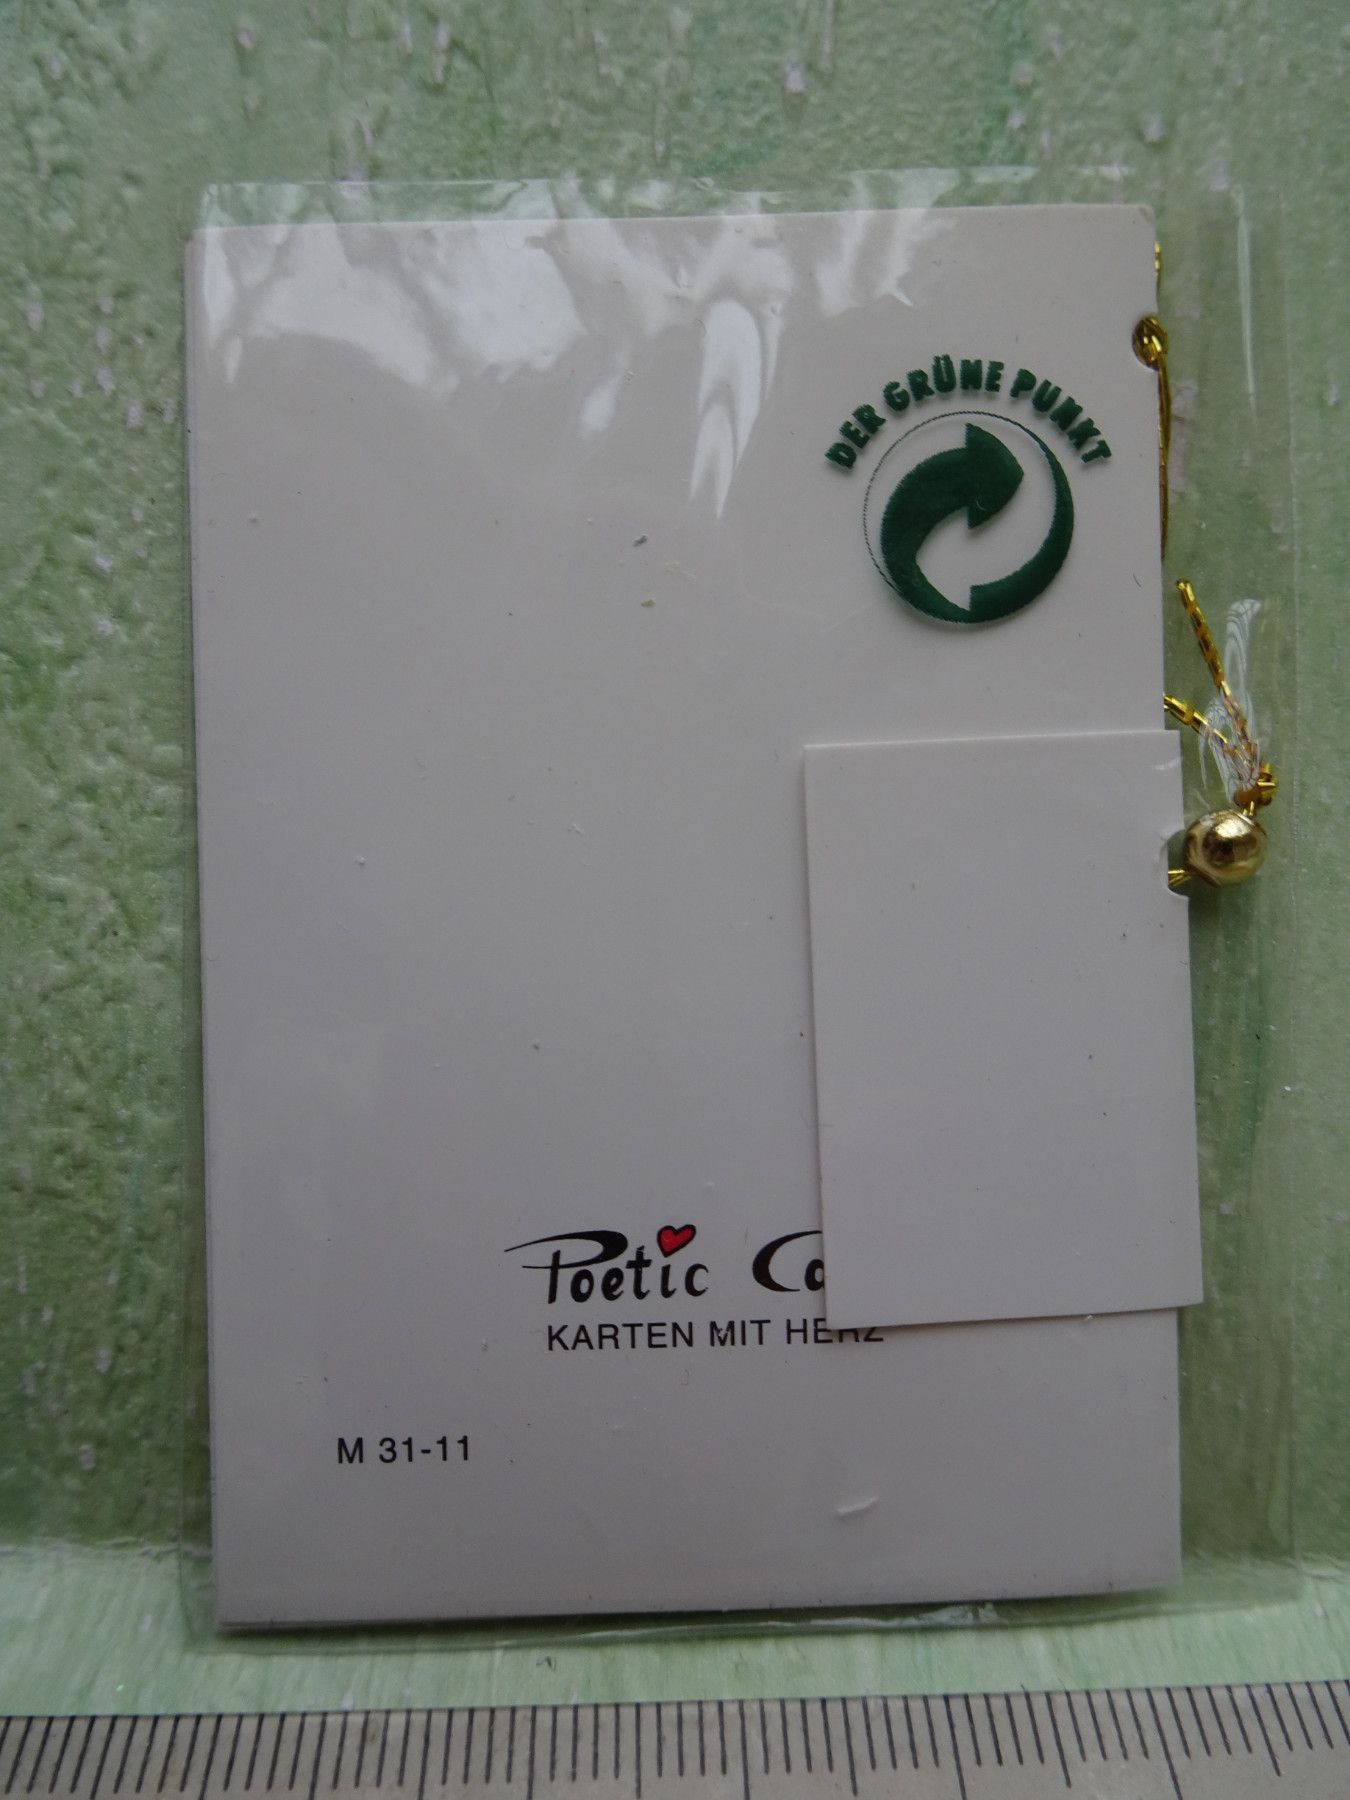 DER GRÜNE PUNKT
Poetic
KARTEN MIT HERZ
M 31-11